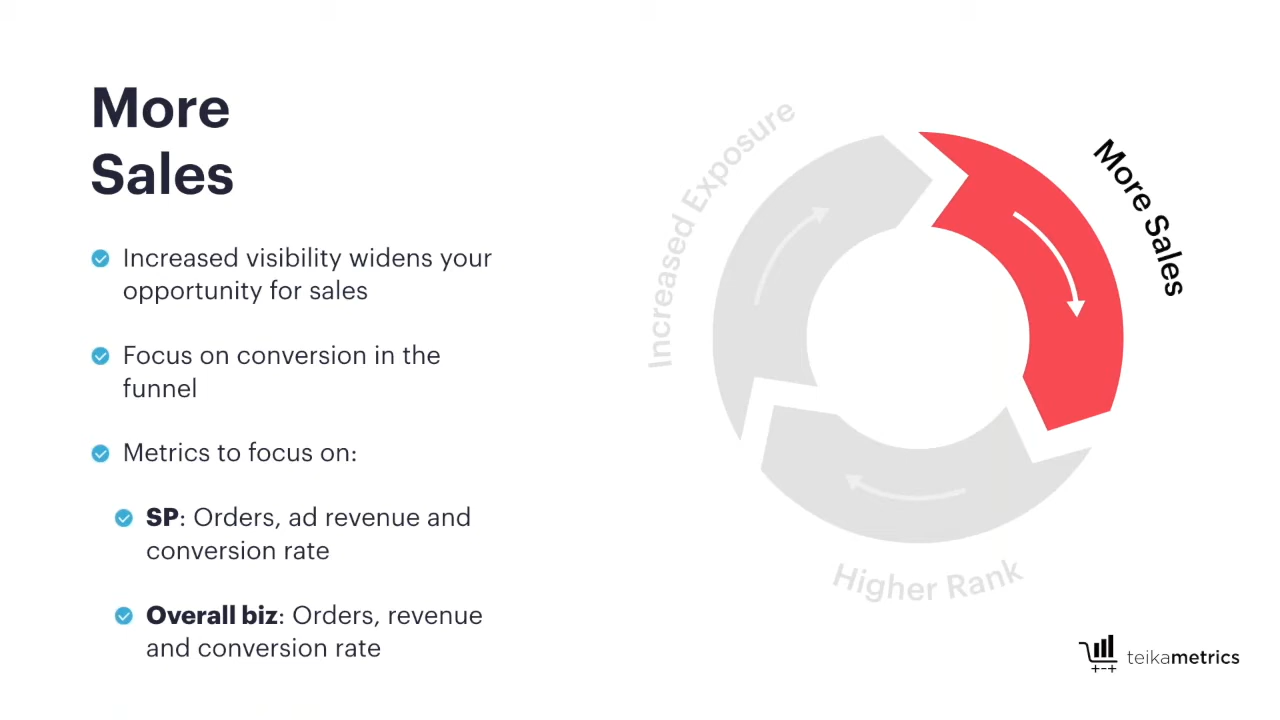 More
Sales
Increased visibility widens your
opportunity for sales
Focus on conversion in the
funnel
Metrics to focus on:
SP: Orders, ad revenue and
conversion rate
Overall biz: Orders, revenue
and conversion rate
Increased Exposure
More Sales
Higher Rank
teikametrics